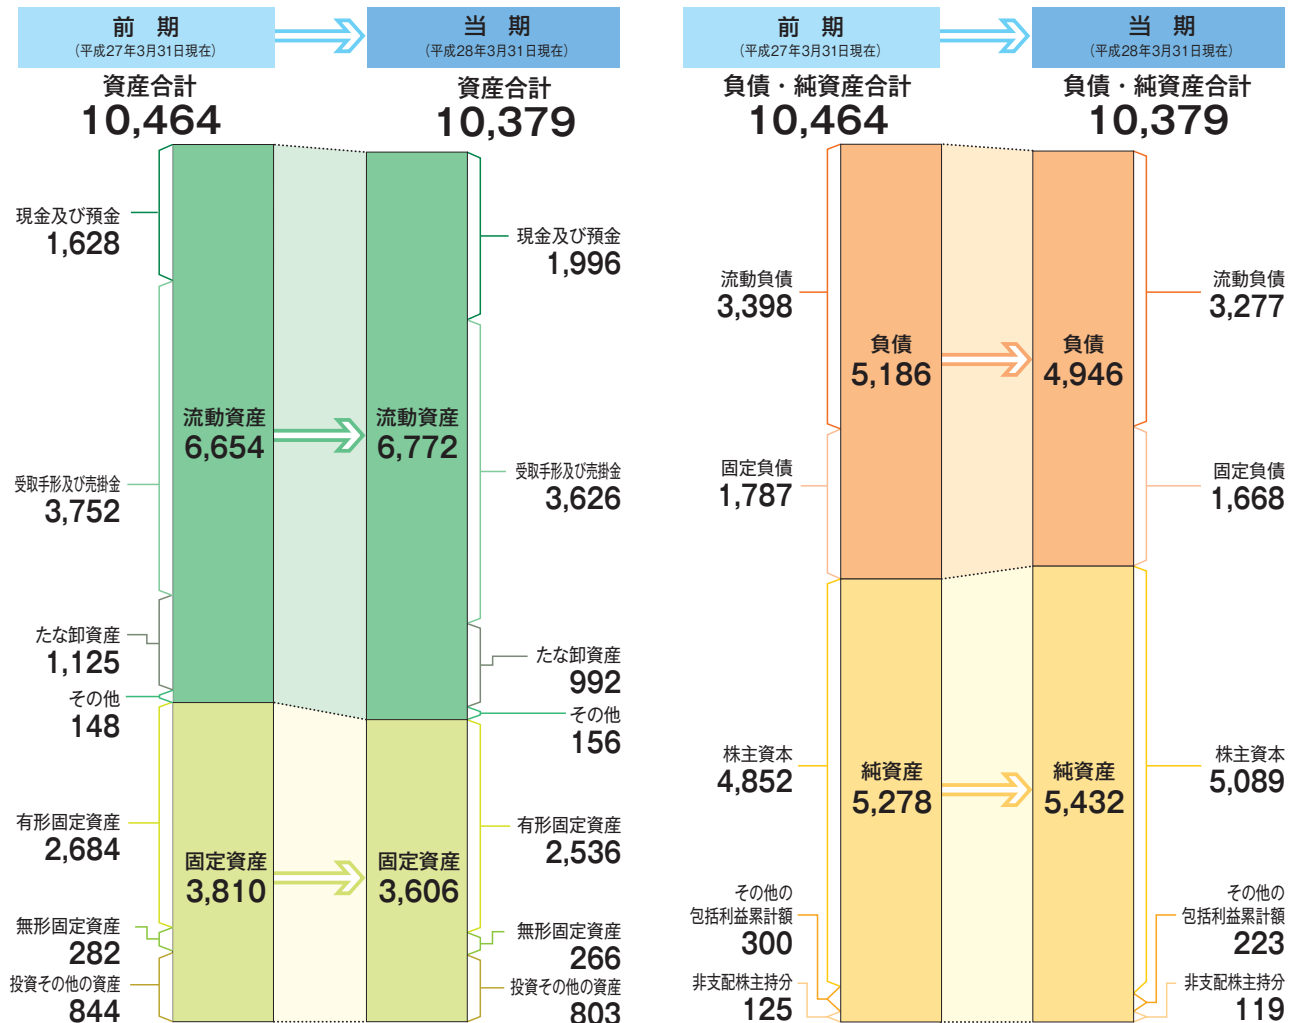 前 期
(平成27年3月31日現在)
当 期
(平成28年3月31日現在)
資産合計
10,464
資産合計
10,379
現金及び預金
1,628
受取手形及び売掛金
3,752
たな卸資産
1,125
その他
148
有形固定資産
2,684
無形固定資産
282
投資その他の資産
844
流動資産
6,654
固定資産
3,810
流動資産
6,772
固定資産
3,606
現金及び預金
1,996
受取手形及び売掛金
3,626
たな卸資産
992
その他
156
有形固定資産
2,536
無形固定資産
266
投資その他の資産
803
前 期
(平成27年3月31日現在)
当 期
(平成28年3月31日現在)
負債・純資産合計
10,464
負債・純資産合計
10,379
流動負債
3,398
固定負債
1,787
株主資本
4,852
その他の
包括利益累計額
300
非支配株主持分
125
負債
5,186
純資産
5,278
負債
4,946
純資産
5,432
流動負債
3,277
固定負債
1,668
株主資本
5,089
その他の
包括利益累計額
223
非支配株主持分
119